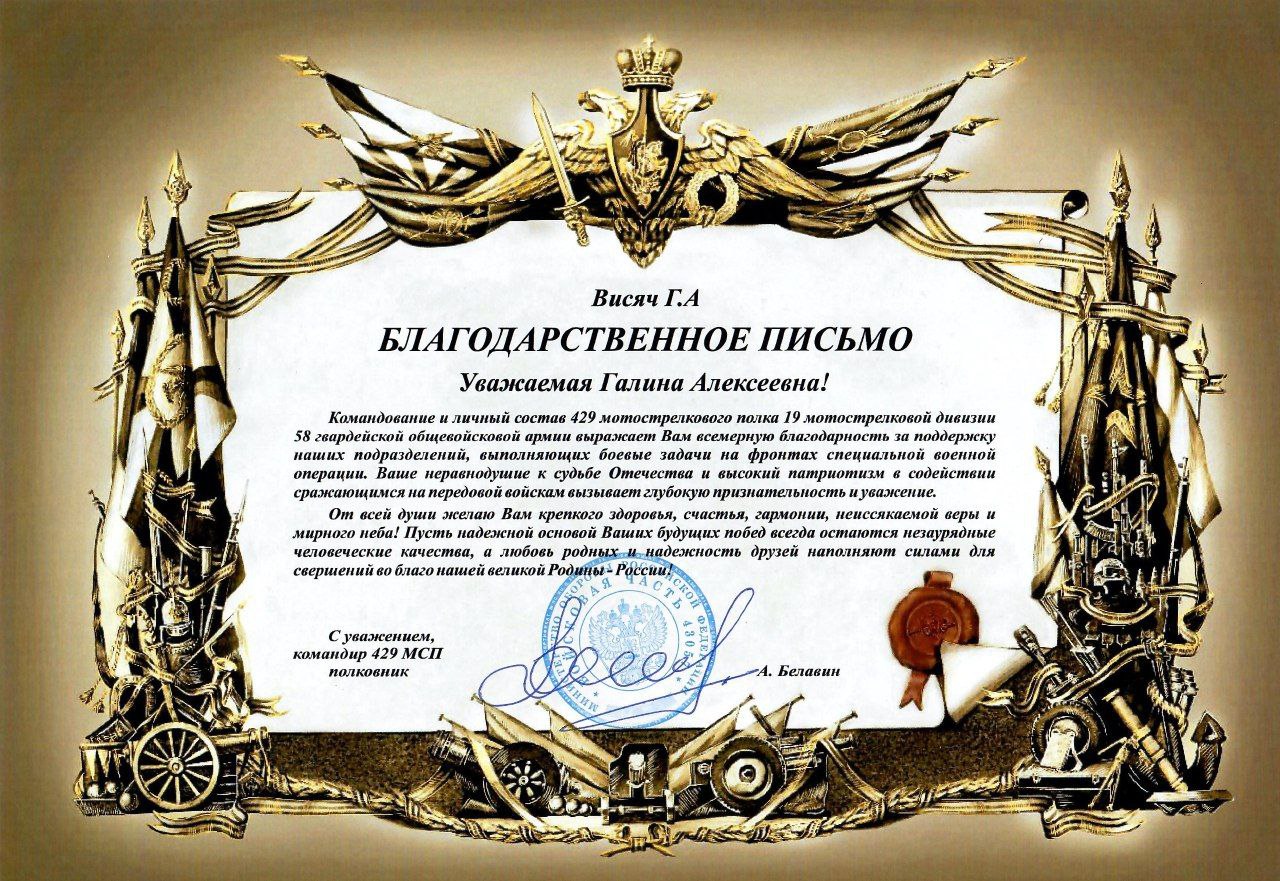 Висяч Г.А
БЛАГОДАРСТВЕННОЕ ПИСЬМО
Уважаемая Галина Алексеевна!
Командование и личный состав 429 мотострелкового полка 19 мотострелковой дивизии
58 гвардейской общевойсковой армии выражает Вам всемерную благодарность за поддержку
наших подразделений, выполняющих боевые задачи на фронтах специальной военной
операции. Ваше неравнодушие к судьбе Отечества и высокий патриотизм в содействии
сражающимся на передовой войскам вызывает глубокую признательность и уважение.
От всей души желаю Вам крепкого здоровья, счастья, гармонии, неиссякаемой веры и
мирного неба! Пусть надежной основой Ваших будущих побед всегда остаются незаурядные
человеческие качества, а любовь родных и надежность друзей наполняют силами для
свершений во благо нашей великой Родины - России!
С уважением,
командир 429 МСП
полковник
А. Белавин
МИНИСТЕРСТВО ОБОРОНЫ РОССИЙСКОЙ ФЕДЕРАЦИИ
ВОЙСКОВАЯ ЧАСТЬ